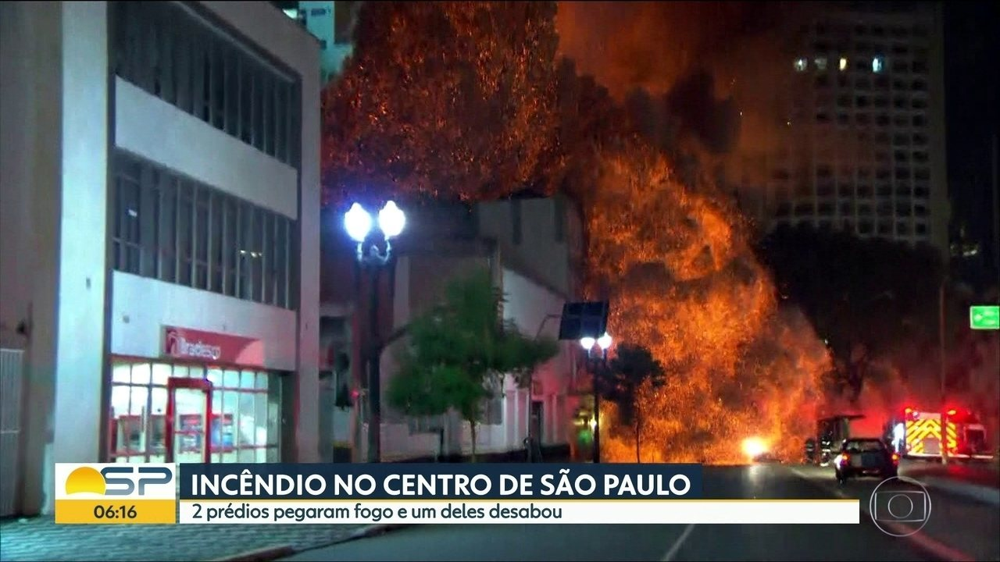 Bradesco
SP
INCÊNDIO NO CENTRO DE SÃO PAULO
06:16
2 prédios pegaram fogo e um deles desabou